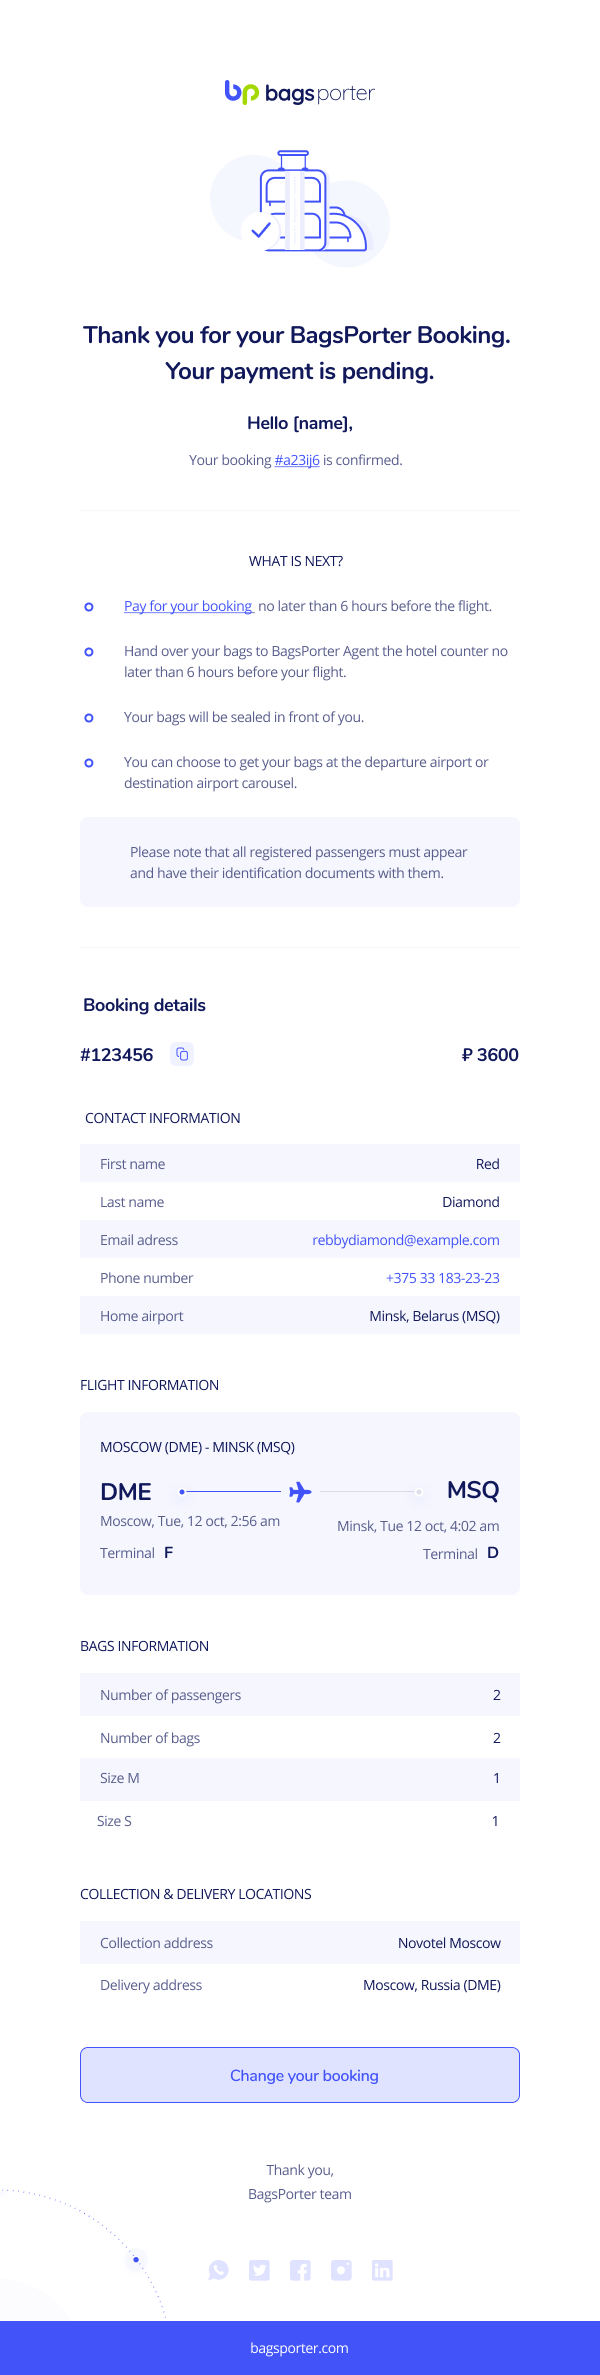 bp bagsporter
Thank you for your BagsPorter Booking.
Your payment is pending.
Hello [name],
Your booking #a23ij6 is confirmed.
WHAT IS NEXT?
Pay for your booking no later than 6 hours before the flight.
Hand over your bags to BagsPorter Agent the hotel counter no
later than 6 hours before your flight.
Your bags will be sealed in front of you.
You can choose to get your bags at the departure airport or
destination airport carousel.
Please note that all registered passengers must appear
and have their identification documents with them.
Booking details
#123456 ₽ 3600
CONTACT INFORMATION
First name Red
Last name Diamond
Email adress rebbydiamond@example.com
Phone number +375 33 183-23-23
Home airport Minsk, Belarus (MSQ)
FLIGHT INFORMATION
MOSCOW (DME) - MINSK (MSQ)
DME MSQ
Moscow, Tue, 12 oct, 2:56 am Minsk, Tue 12 oct, 4:02 am
Terminal F Terminal D
BAGS INFORMATION
Number of passengers 2
Number of bags 2
Size M 1
Size S 1
COLLECTION & DELIVERY LOCATIONS
Collection address Novotel Moscow
Delivery address Moscow, Russia (DME)
Change your booking
Thank you,
BagsPorter team
bagsporter.com